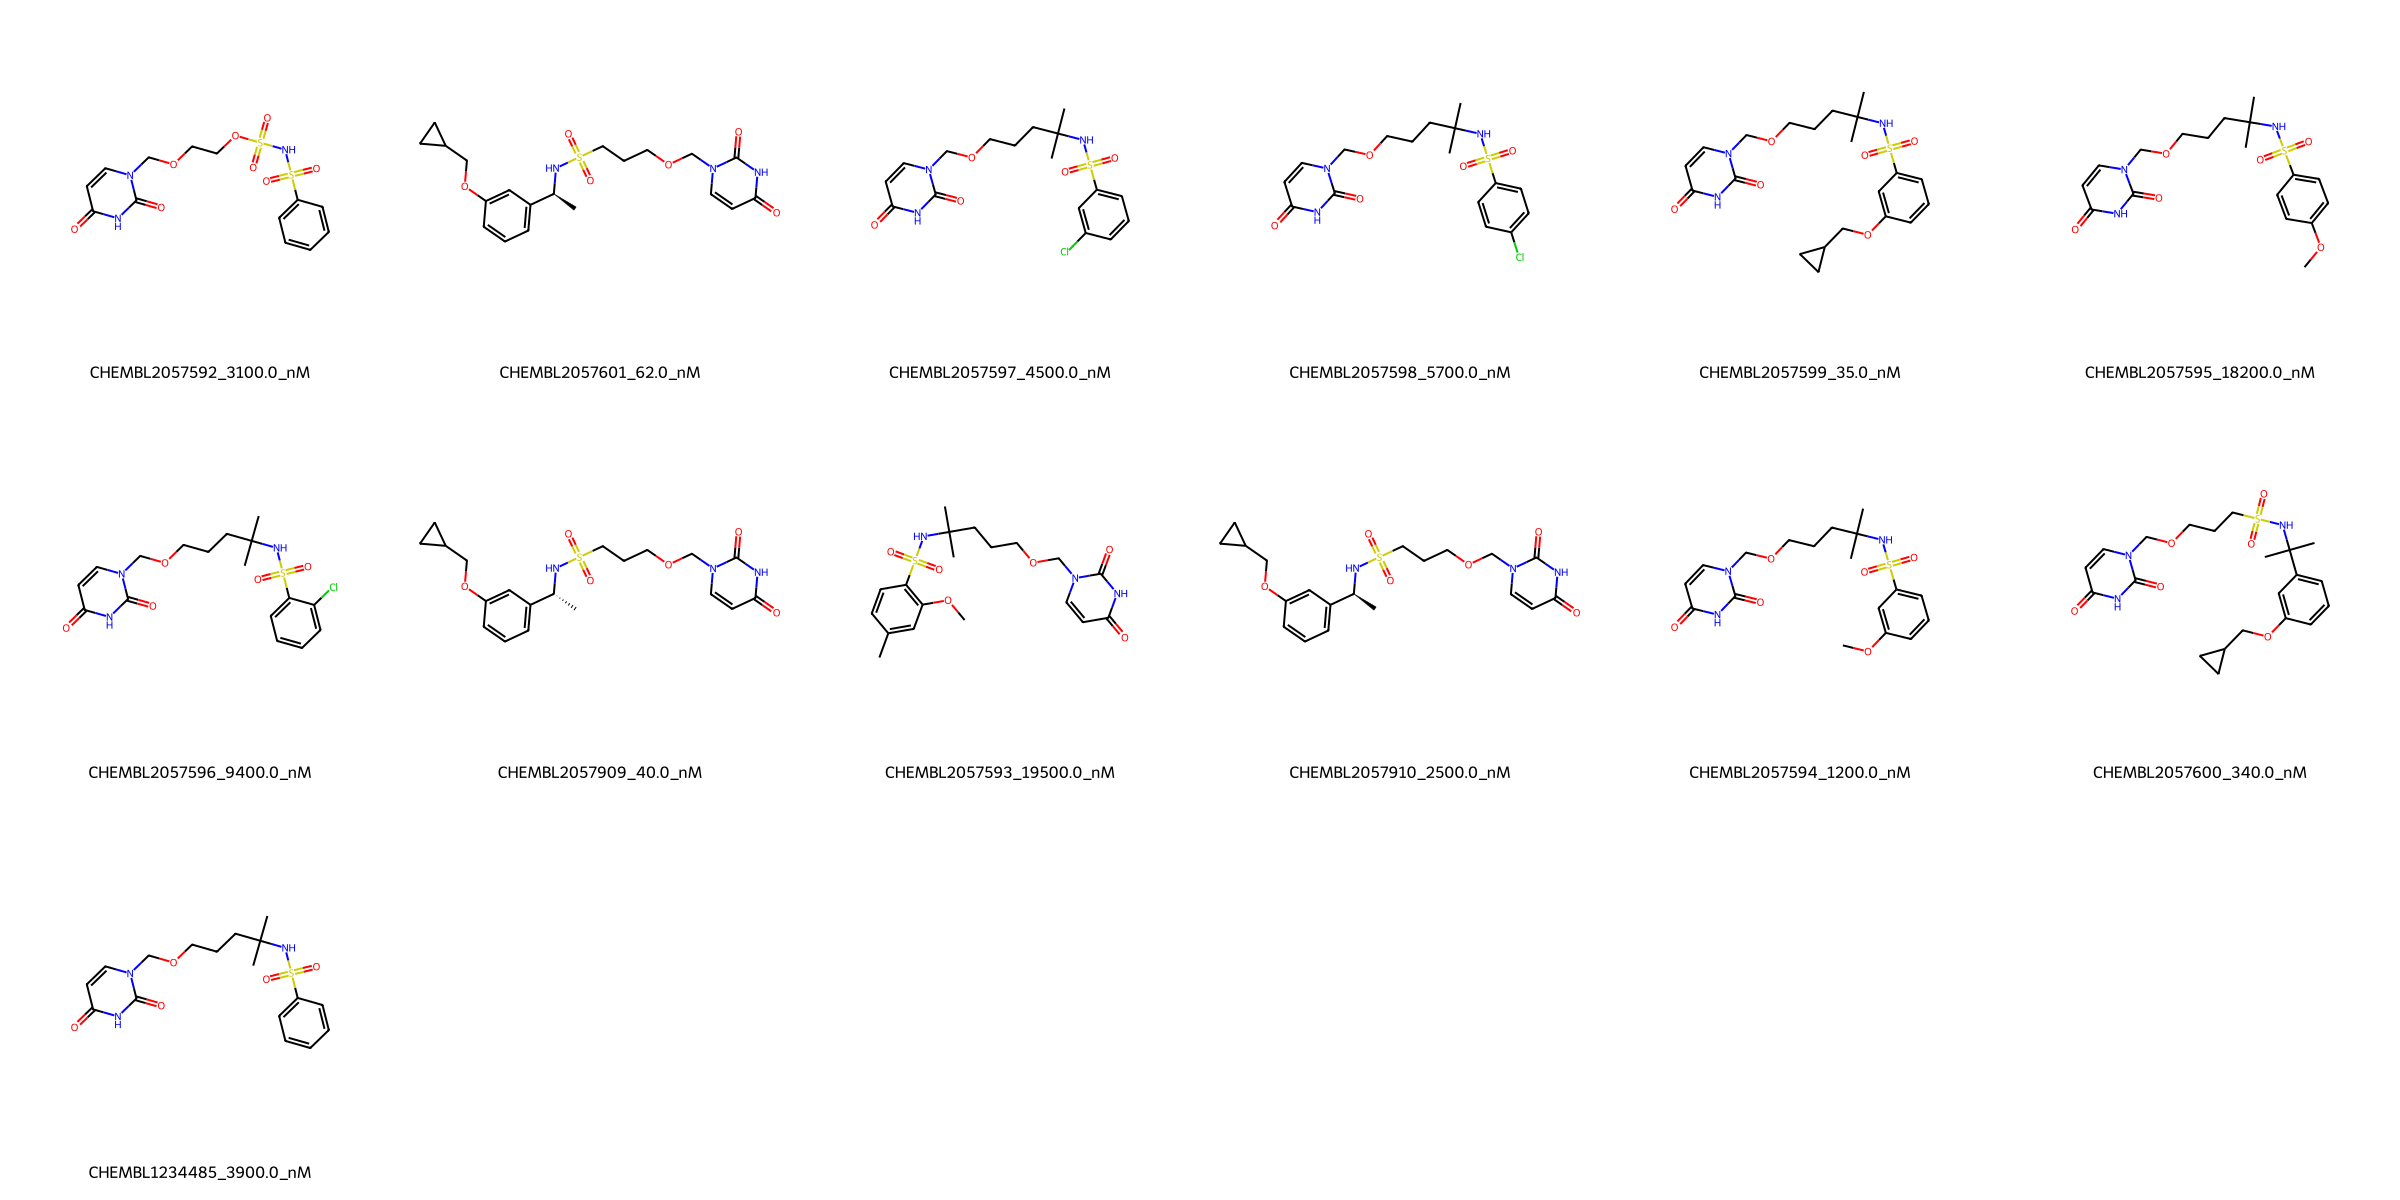 CHEMBL2057592_3100.0_nM
CHEMBL2057601_62.0_nM
CHEMBL2057597_4500.0_nM
CHEMBL2057598_5700.0_nM
CHEMBL2057599_35.0_nM
CHEMBL2057595_18200.0_nM
CHEMBL2057596_9400.0_nM
CHEMBL2057909_40.0_nM
CHEMBL2057593_19500.0_nM
CHEMBL2057910_2500.0_nM
CHEMBL2057594_1200.0_nM
CHEMBL2057600_340.0_nM
CHEMBL1234485_3900.0_nM